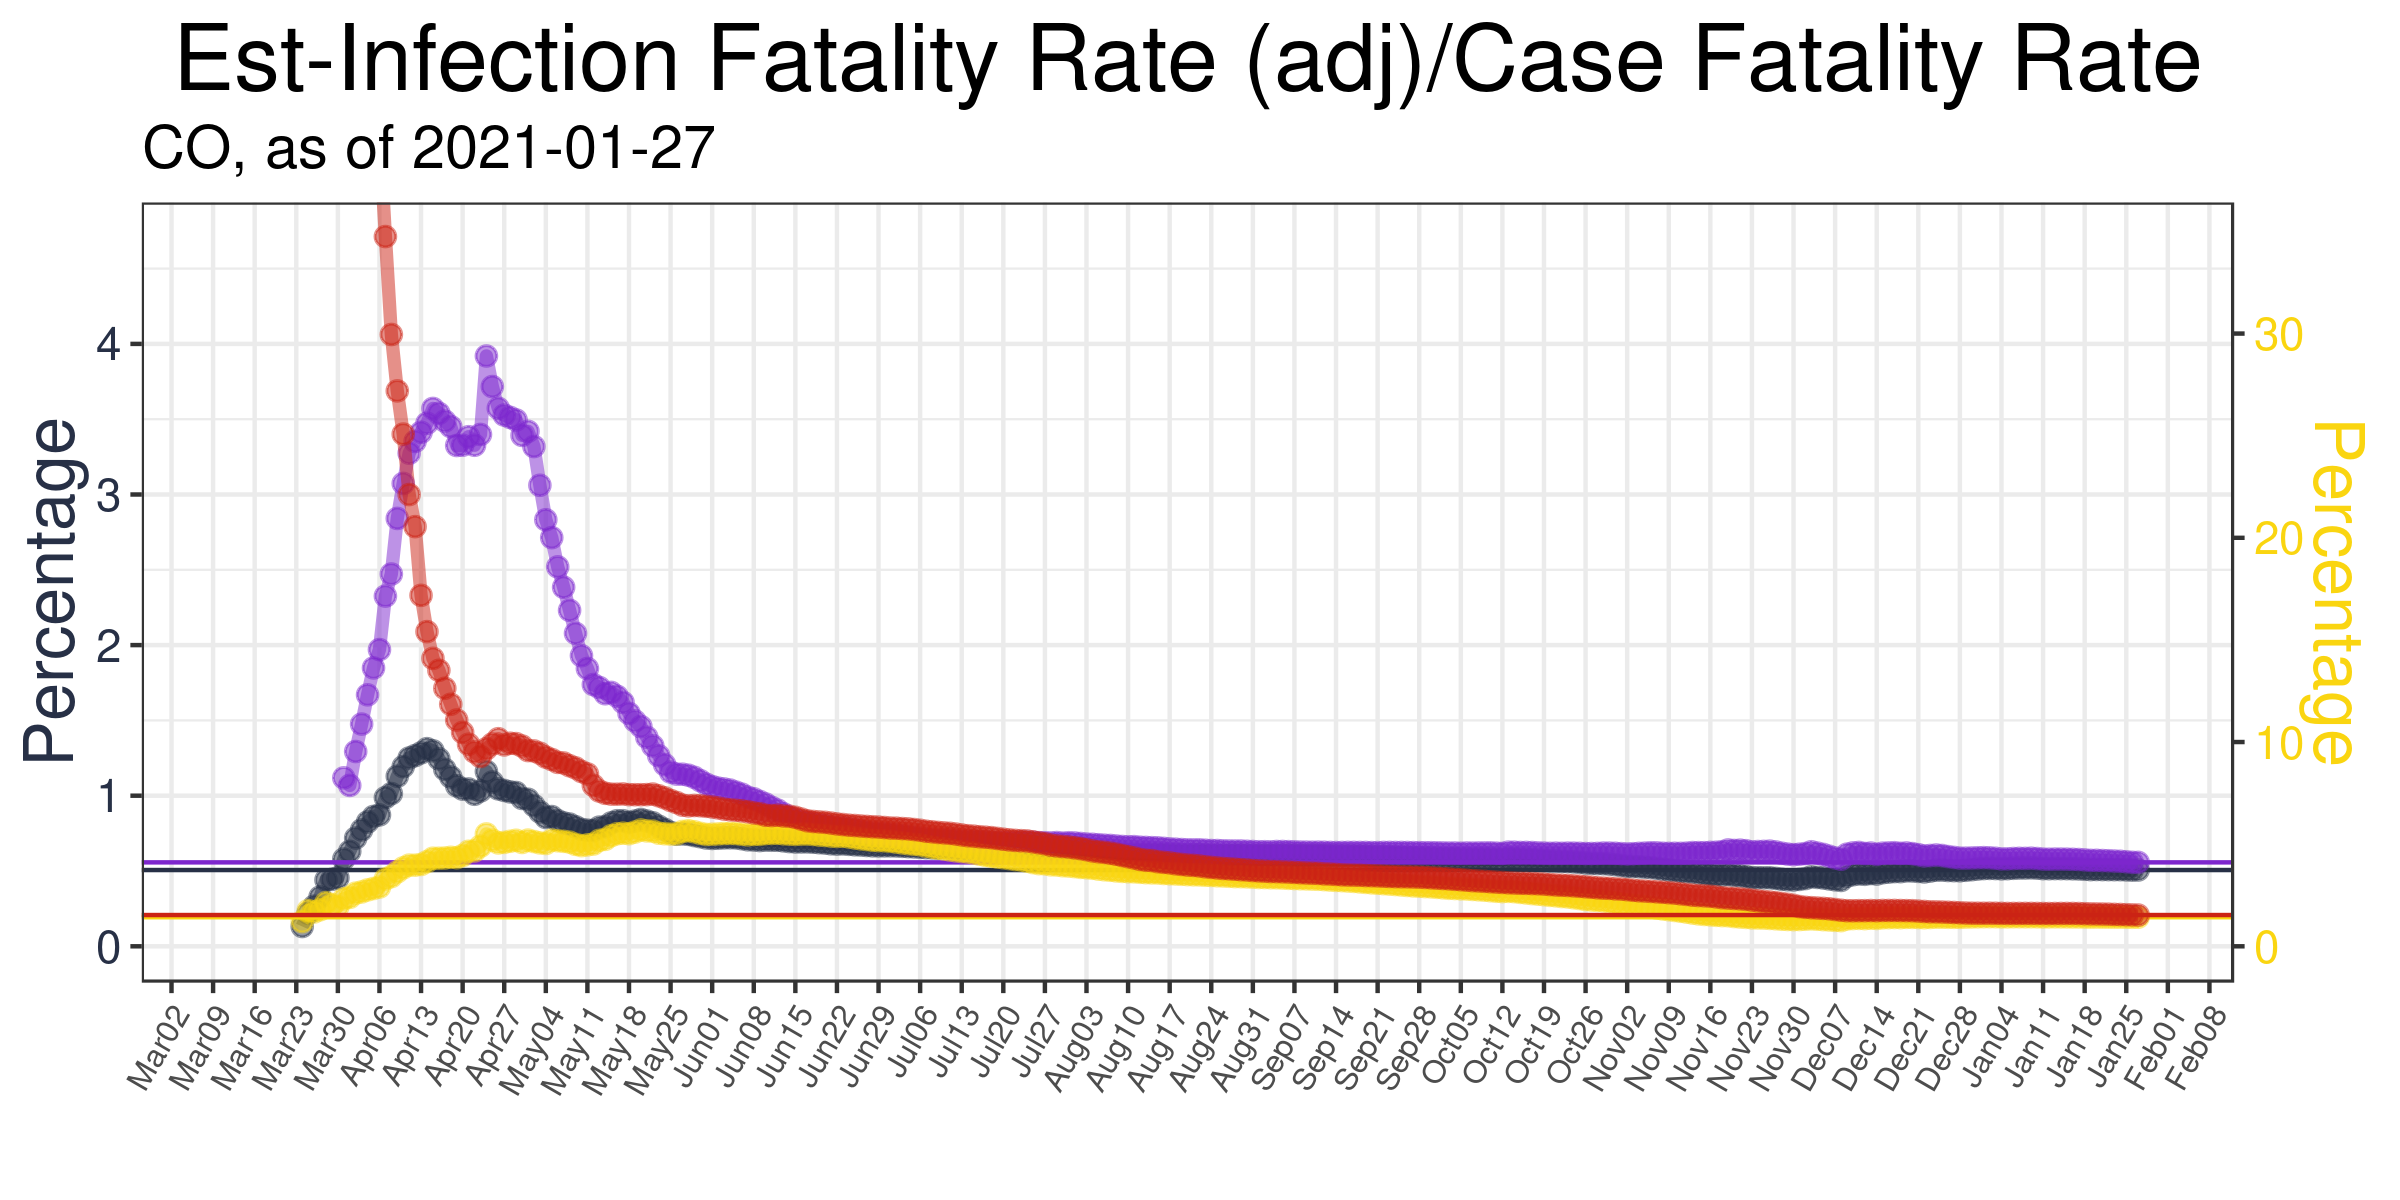 Est-Infection Fatality Rate (adj)/Case Fatality Rate
CO, as of 2021-01-27
Percentage
4
3
2
1
0
30
20
10
0
Percentage
Mar02
Mar09
Mar16
Mar23
Mar30
Apr06
Apr13
Apr20
Apr27
May04
May11
May18
May25
Jun01
Jun08
Jun15
Jun22
Jun29
Jul06
Jul13
Jul20
Jul27
Aug03
Aug10
Aug17
Aug24
Aug31
Sep07
Sep14
Sep21
Sep28
Oct05
Oct12
Oct19
Oct26
Nov02
Nov09
Nov16
Nov23
Nov30
Dec07
Dec14
Dec21
Dec28
Jan04
Jan11
Jan18
Jan25
Feb01
Feb08